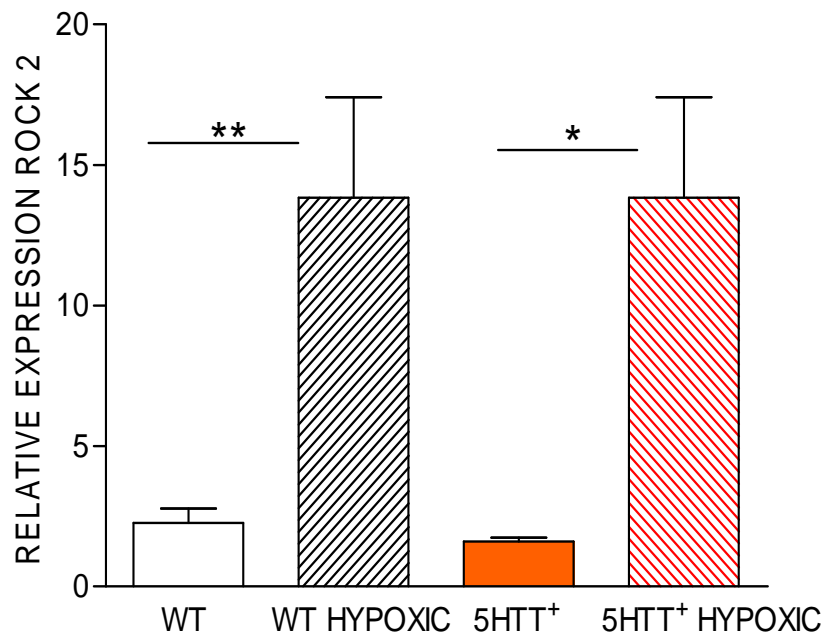 RELATIVE EXPRESSION ROCK 2
20
15
10
5
0
**
*
WT
WT HYPOXIC
5HTT⁺
5HTT⁺ HYPOXIC